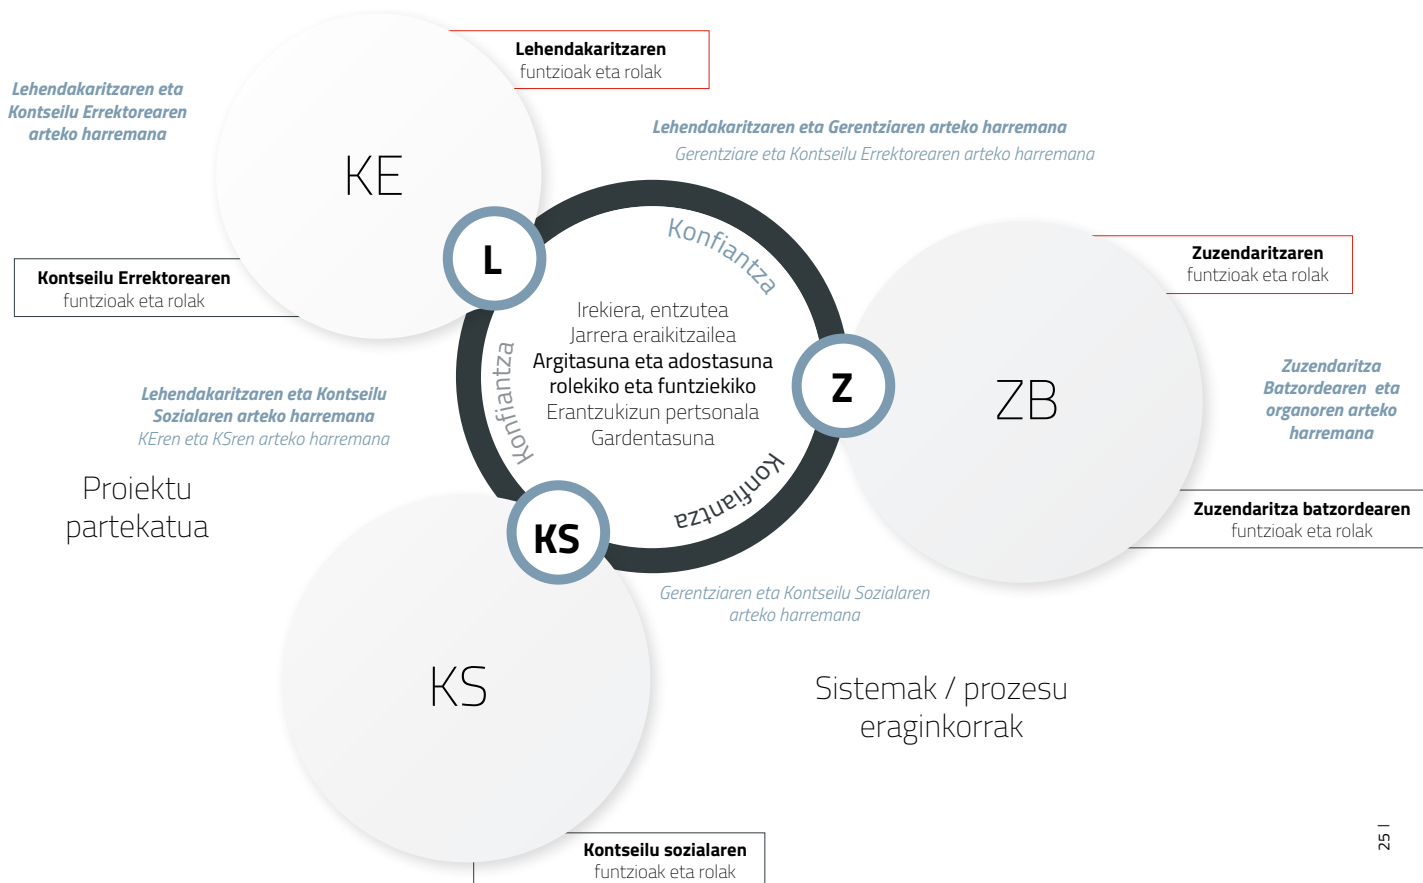 Lehendakaritzaren
funtzioak eta rolak
Lehendakaritzaren eta
Kontseilu Errektorearen
arteko harremana
Lehendakaritzaren eta Gerentziaren arteko harremana
Gerentziare eta Kontseilu Errektorearen arteko harremana
KE
Konfiantza
L
Kontseilu Errektorearen
funtzioak eta rolak
Zuzendaritzaren
funtzioak eta rolak
Irekiera, entzutea
Jarrera eraikitzailea
Argitasuna eta adostasuna
rolekiko eta funtziekiko
Erantzukizun pertsonala
Gardentasuna
Konfiantza
Z
ZB
Zuzendaritza
Batzordearen eta
organoren arteko
harremana
Lehendakaritzaren eta Kontseilu
Sozialaren arteko harremana
KEren eta KSren arteko harremana
Proiektu
partekatua
Konfiantza
KS
Zuzendaritza batzordearen
funtzioak eta rolak
Gerentziaren eta Kontseilu Sozialaren
arteko harremana
KS
Sistemak / prozesu
eraginkorrak
Kontseilu sozialaren
funtzioak eta rolak
25 |